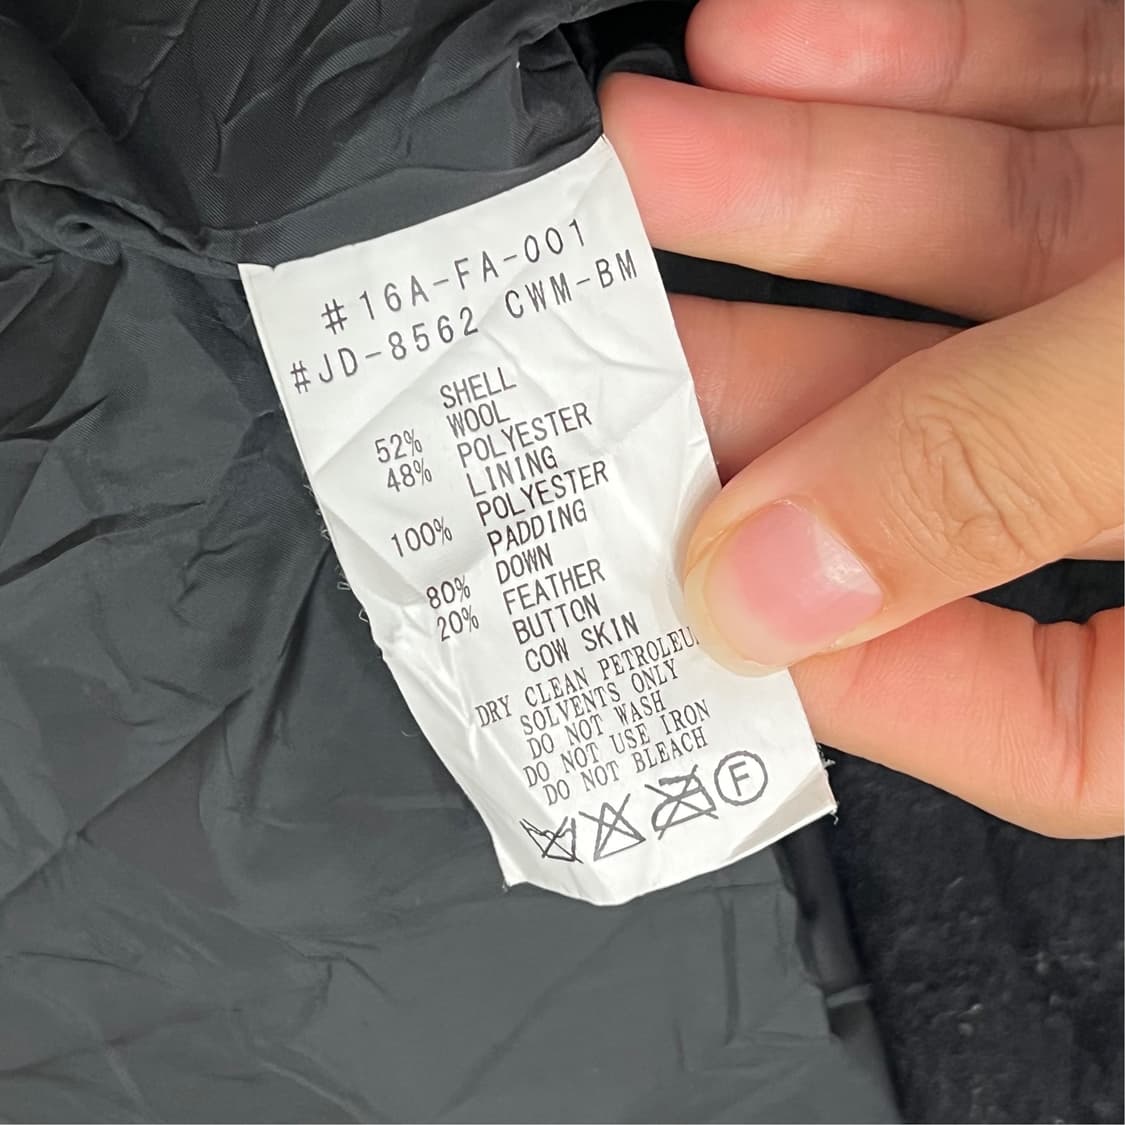 #16A-FA-001
#JD-8562 CWM-BM
SHELL
52% WOOL
48% POLYESTER
LINING
100% POLYESTER
PADDING
80% DOWN
20% FEATHER
BUTTON
COW SKIN
DRY CLEAN PETROLEU
SOLVENTS ONLY
DO NOT WASH
DO NOT USE IRON
DO NOT BLEACH
F